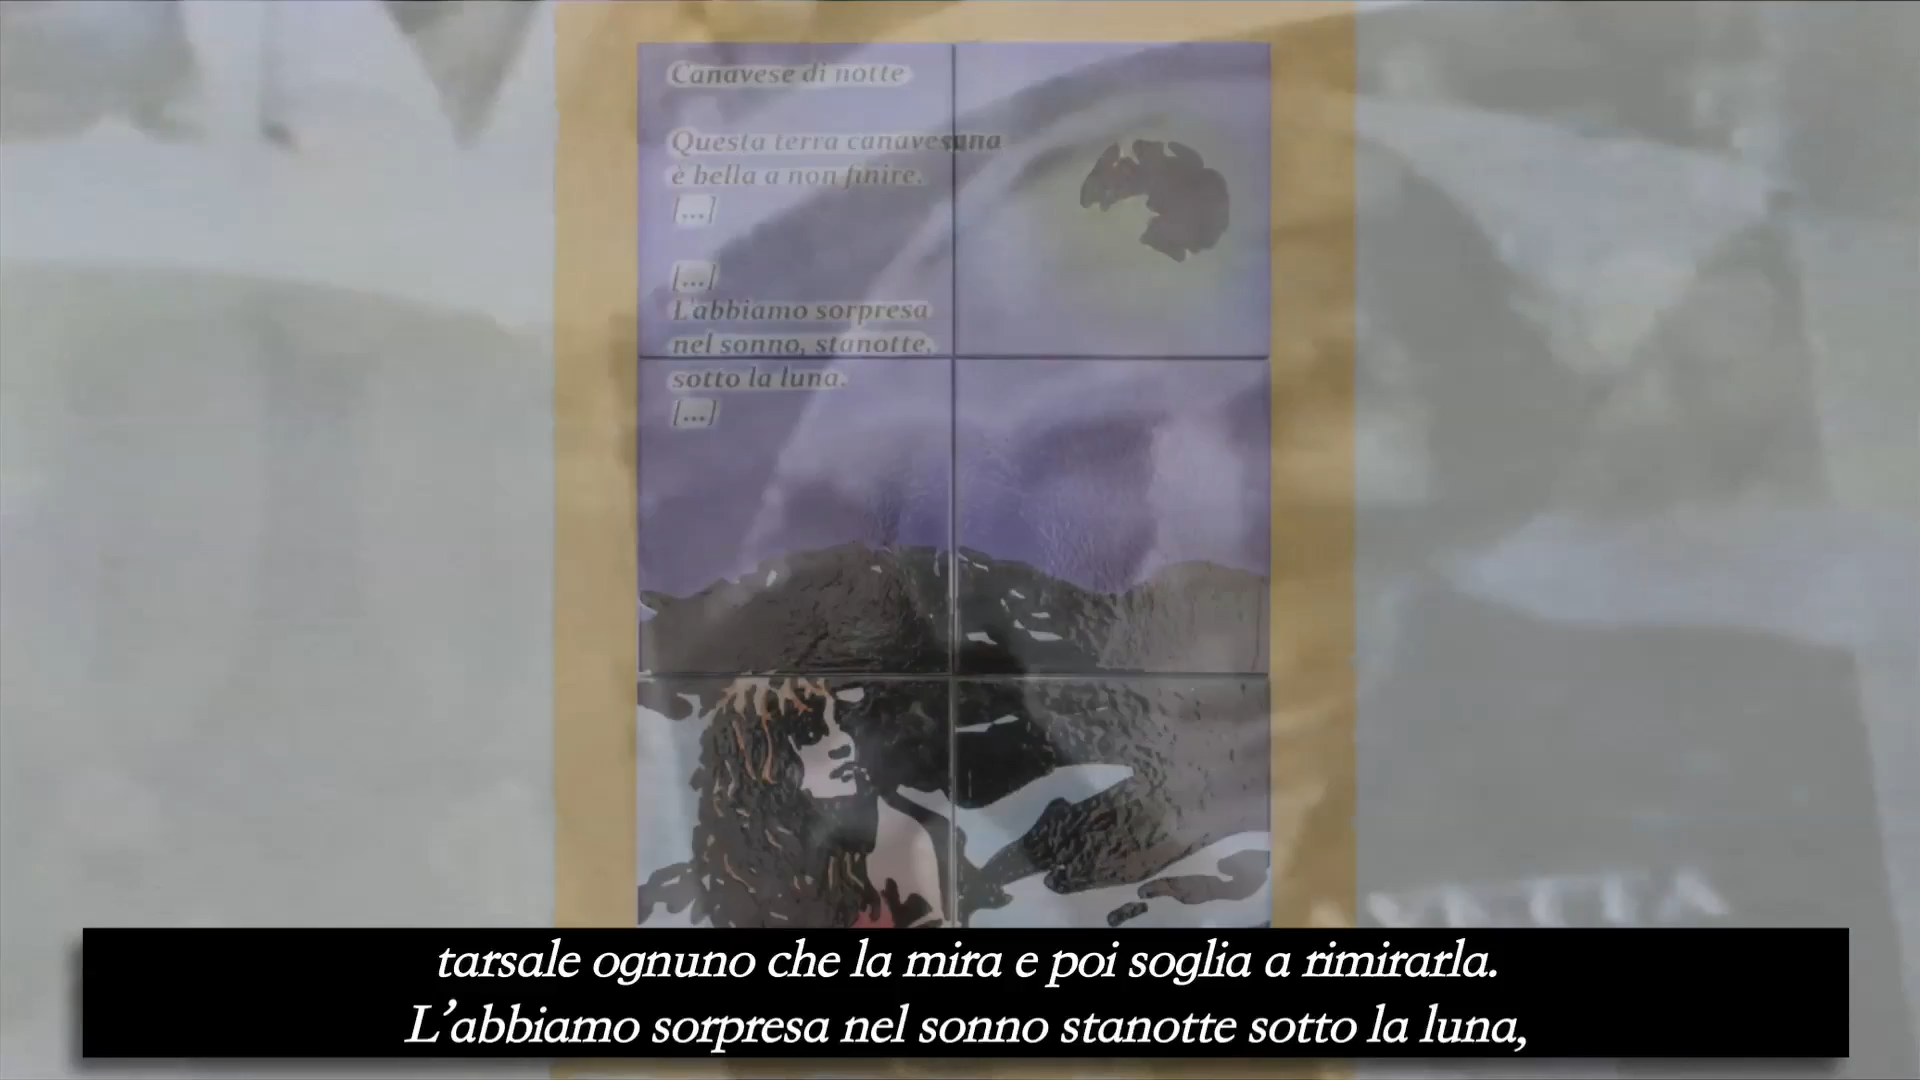 Canavese di notte
Questa terra canavesana
è bella a non finire.
[...]
[...]
L'abbiamo sorpresa
nel sonno, stanotte,
sotto la luna.
[...]
tarsale ognuno che la mira e poi soglia a rimirarla.
L’abbiamo sorpresa nel sonno stanotte sotto la luna,